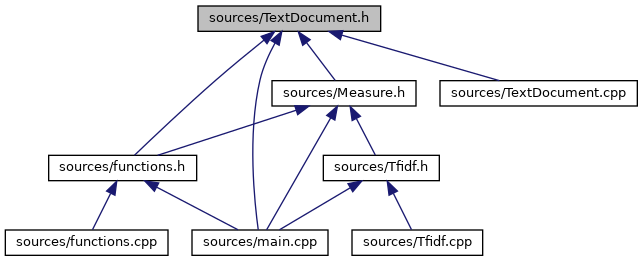 sources/TextDocument.h
sources/Measure.h
sources/TextDocument.cpp
sources/functions.h
sources/Tfidf.h
sources/functions.cpp
sources/main.cpp
sources/Tfidf.cpp